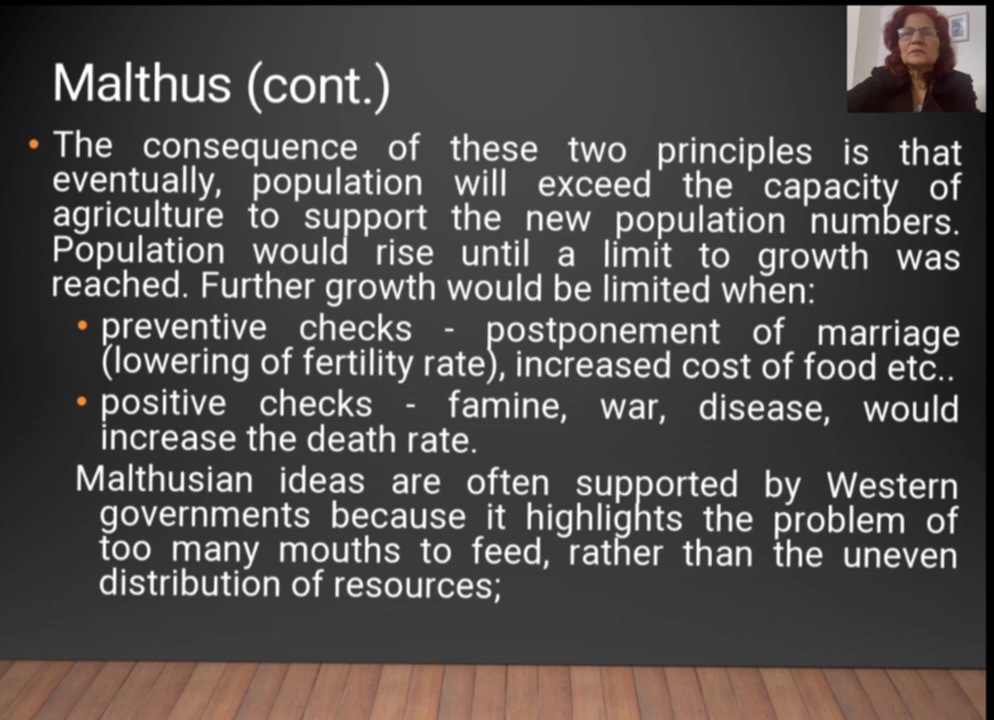 Malthus (cont.)
• The consequence of these two principles is that
eventually, population will exceed the capacity of
agriculture to support the new population numbers.
Population would rise until a limit to growth was
reached. Further growth would be limited when:
• preventive checks - postponement of marriage
(lowering of fertility rate), increased cost of food etc..
• positive checks - famine, war, disease, would
increase the death rate.
Malthusian ideas are often supported by Western
governments because it highlights the problem of
too many mouths to feed, rather than the uneven
distribution of resources;